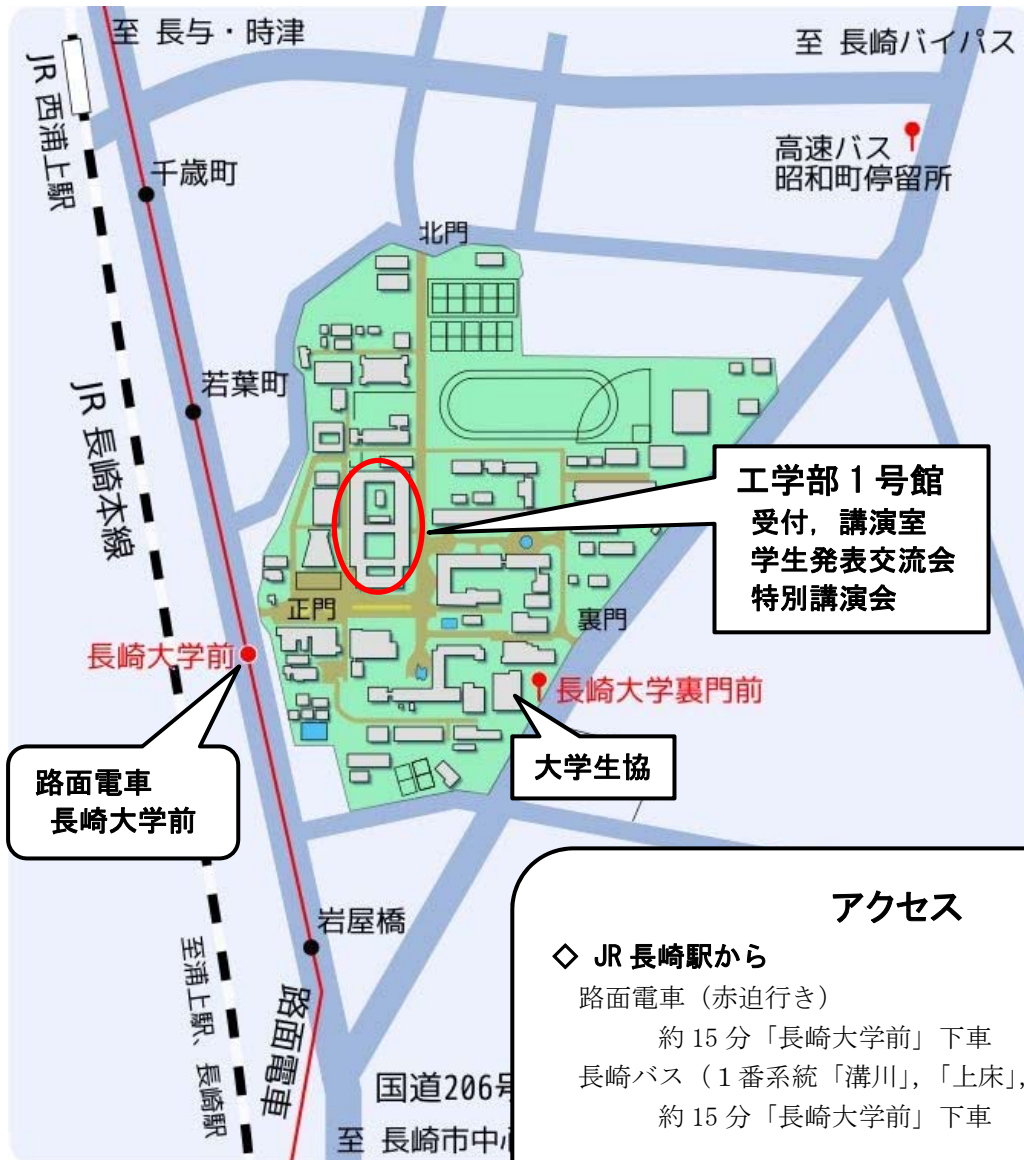 至 長与・時津
至 長崎バイパス
JR 西浦上駅
高速バス
昭和町停留所
千歳町
北門
若葉町
JR 長崎本線
工学部１号館
受付，講演室
学生発表交流会
特別講演会
正門
裏門
長崎大学前
長崎大学裏門前
大学生協
路面電車
長崎大学前
岩屋橋
至浦上駅、長崎駅
路面電車
国道206号
至 長崎市中心
アクセス
◇ JR 長崎駅から
路面電車（赤迫行き）
約 15 分「長崎大学前」下車
長崎バス（１番系統「溝川」，「上床」，
約 15 分「長崎大学前」下車